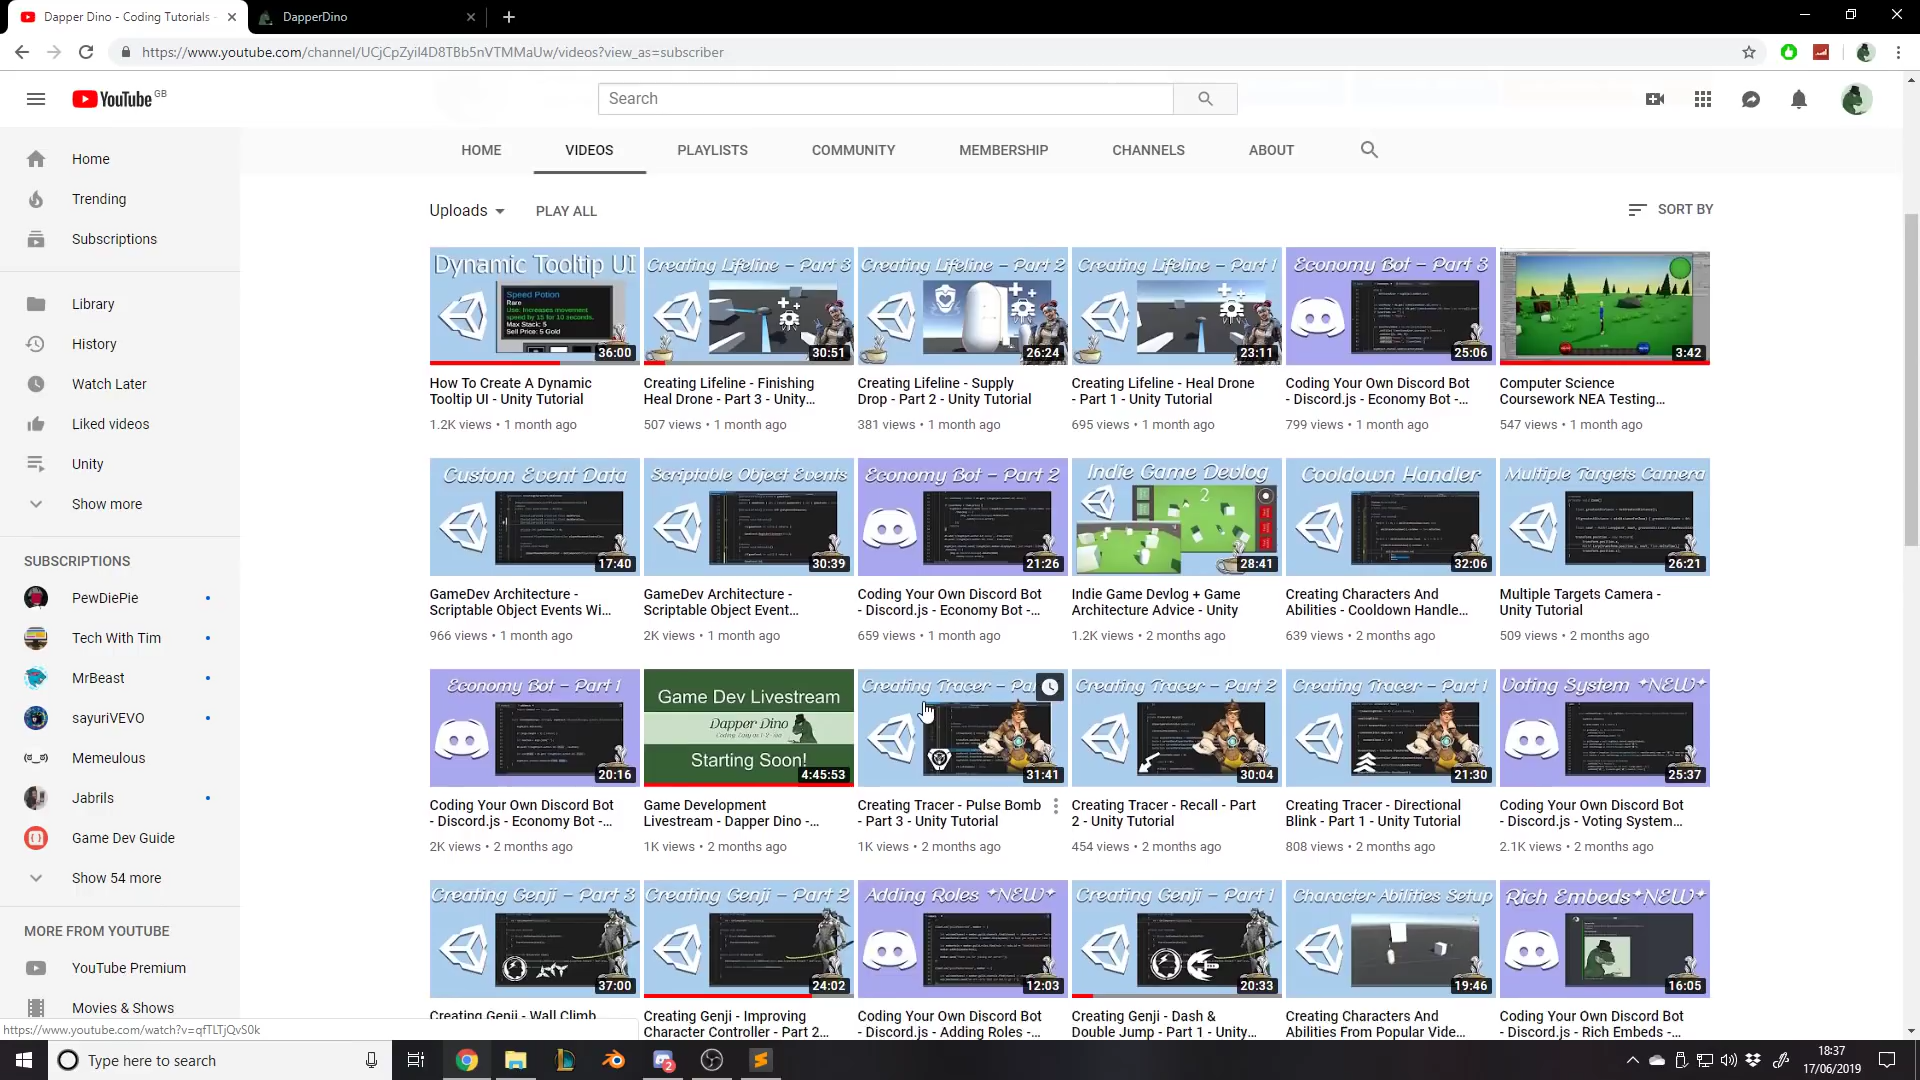 Dapper Dino - Coding Tutorials -
DapperDino
https://www.youtube.com/channel/UCjCpZyil4D8TBb5nVTMMaUw/videos?view_as=subscriber
YouTube GB
Search
HOME
VIDEOS
PLAYLISTS
COMMUNITY
MEMBERSHIP
CHANNELS
ABOUT
Home
Trending
Subscriptions
Library
History
Watch Later
Liked videos
Unity
Show more
SUBSCRIPTIONS
PewDiePie
Tech With Tim
MrBeast
sayuriVEVO
Memeulous
Jabrils
Game Dev Guide
Show 54 more
MORE FROM YOUTUBE
YouTube Premium
Movies & Shows
Uploads
PLAY ALL
SORT BY
Dynamic Tooltip UI
Speed Potion
Rare
Use: Increases movement
speed by 15 for 10 seconds.
Max Stack: 5
Sell Price: 5 Gold
36:00
How To Create A Dynamic
Tooltip UI - Unity Tutorial
1.2K views • 1 month ago
Creating Lifeline - Part 3
30:51
Creating Lifeline - Finishing
Heal Drone - Part 3 - Unity...
507 views • 1 month ago
Creating Lifeline - Part 2
26:24
Creating Lifeline - Supply
Drop - Part 2 - Unity Tutorial
381 views • 1 month ago
Creating Lifeline - Part 1
23:11
Creating Lifeline - Heal Drone
- Part 1 - Unity Tutorial
695 views • 1 month ago
Economy Bot - Part 3
25:06
Coding Your Own Discord Bot
- Discord.js - Economy Bot -...
799 views • 1 month ago
3:42
Computer Science
Coursework NEA Testing...
547 views • 1 month ago
Custom Event Data
17:40
GameDev Architecture -
Scriptable Object Events Wi...
966 views • 1 month ago
Scriptable Object Events
30:39
GameDev Architecture -
Scriptable Object Event...
2K views • 1 month ago
Economy Bot - Part 2
21:26
Coding Your Own Discord Bot
- Discord.js - Economy Bot -...
659 views • 1 month ago
Indie Game Devlog
2
28:41
Indie Game Devlog + Game
Architecture Advice - Unity
1.2K views • 2 months ago
Cooldown Handler
32:06
Creating Characters And
Abilities - Cooldown Handle...
639 views • 2 months ago
Multiple Targets Camera
26:21
Multiple Targets Camera -
Unity Tutorial
509 views • 2 months ago
Economy Bot - Part 1
20:16
Coding Your Own Discord Bot
- Discord.js - Economy Bot -...
2K views • 2 months ago
Game Dev Livestream
Dapper Dino
Starting Soon!
4:45:53
Game Development
Livestream - Dapper Dino -...
1K views • 2 months ago
Creating Tracer - Pa
31:41
Creating Tracer - Pulse Bomb
- Part 3 - Unity Tutorial
1K views • 2 months ago
Creating Tracer - Part 2
30:04
Creating Tracer - Recall - Part
2 - Unity Tutorial
454 views • 2 months ago
Creating Tracer - Part 1
21:30
Creating Tracer - Directional
Blink - Part 1 - Unity Tutorial
808 views • 2 months ago
Voting System *NEW*
25:37
Coding Your Own Discord Bot
- Discord.js - Voting System...
2.1K views • 2 months ago
Creating Genji - Part 3
37:00
Creating Genji - Wall Climb
Creating Genji - Part 2
24:02
Creating Genji - Improving
Character Controller - Part 2...
Adding Roles *NEW*
12:03
Coding Your Own Discord Bot
- Discord.js - Adding Roles -...
Creating Genji - Part 1
20:33
Creating Genji - Dash &
Double Jump - Part 1 - Unity...
Character Abilities Setup
19:46
Creating Characters And
Abilities From Popular Vide...
Rich Embeds*NEW*
16:05
Coding Your Own Discord Bot
- Discord.js - Rich Embeds -...
https://www.youtube.com/watch?v=qfTLTjQvS0k
Type here to search
2
18:37
17/06/2019